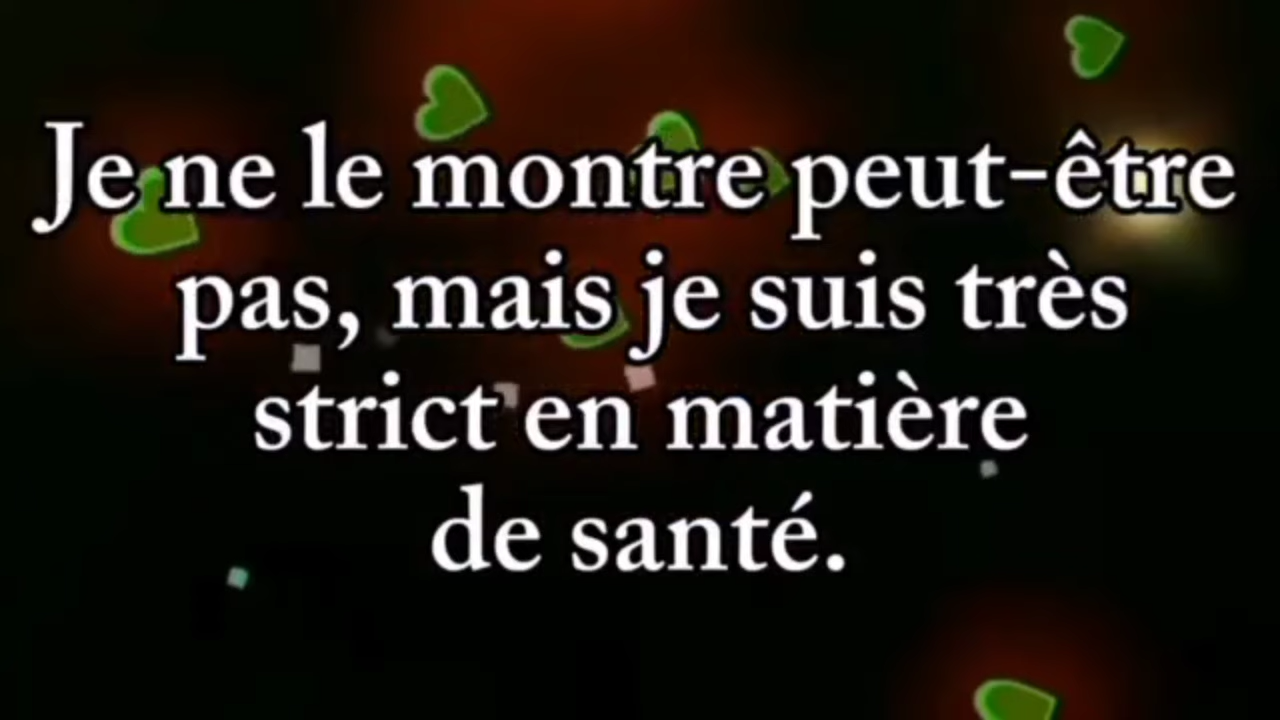 Je ne le montre peut-être
pas, mais je suis très
strict en matière
de santé.